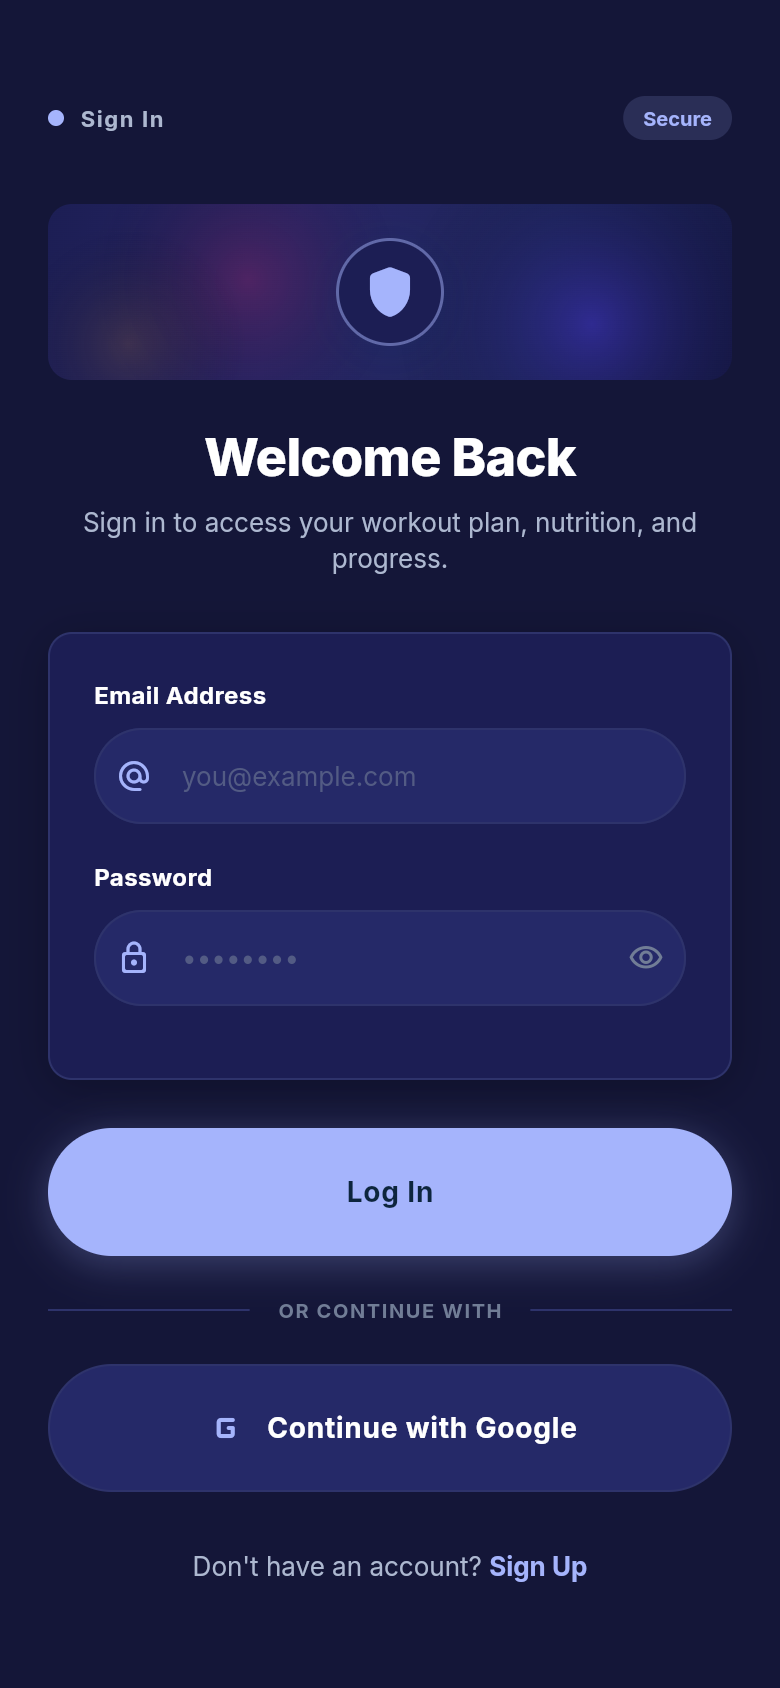 Sign In
Secure
Welcome Back
Sign in to access your workout plan, nutrition, and
progress.
Email Address
you@example.com
Password
••••••••
Log In
OR CONTINUE WITH
G Continue with Google
Don't have an account? Sign Up